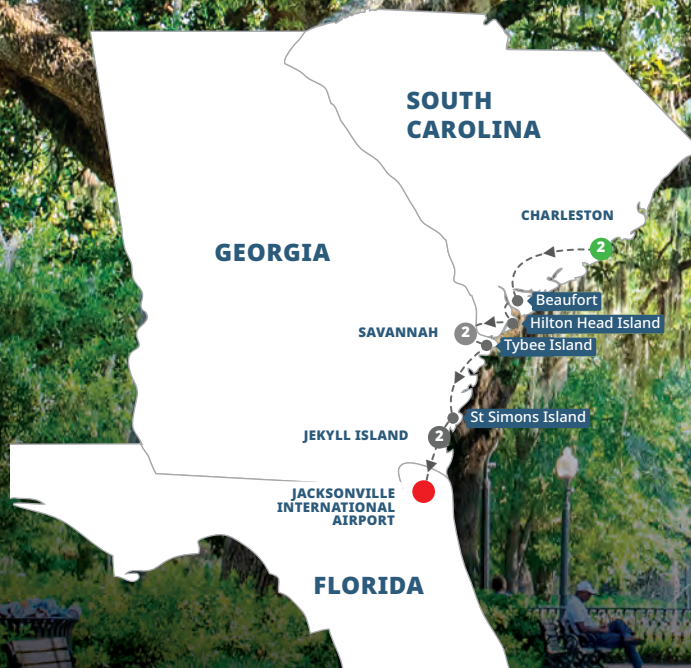 SOUTH
CAROLINA
CHARLESTON
2
GEORGIA
Beaufort
Hilton Head Island
SAVANNAH
2
Tybee Island
St Simons Island
JEKYLL ISLAND
2
JACKSONVILLE
INTERNATIONAL
AIRPORT
FLORIDA